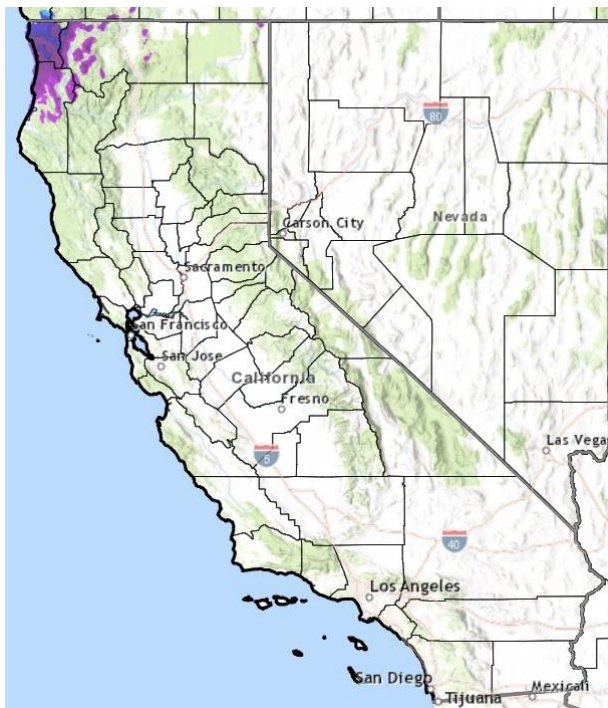 80
Nevada
Carson City
Sacramento
San Francisco
San Jose
California
Fresno
Las Vega
5
40
Los Angeles
San Diego
Mexicali
Tijuana